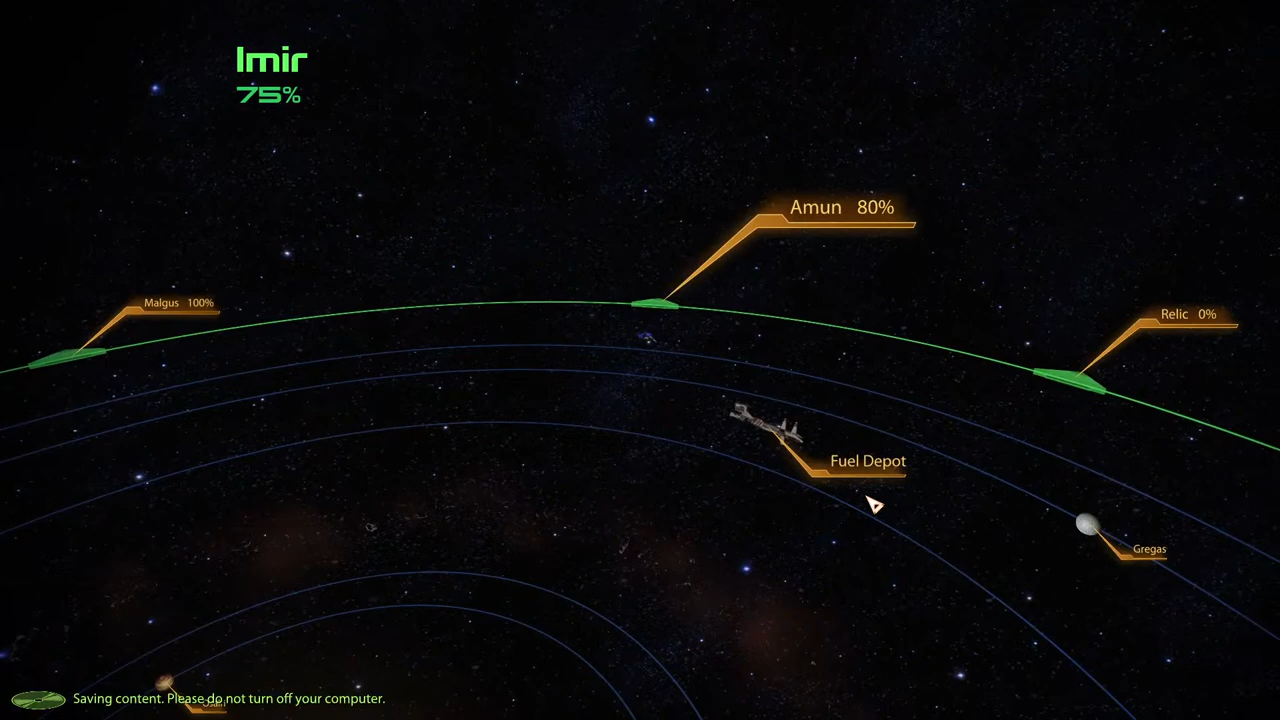 Imir
75%
Amun 80%
Malgus 100%
Relic 0%
Fuel Depot
Gregas
Osalin
Saving content. Please do not turn off your computer.